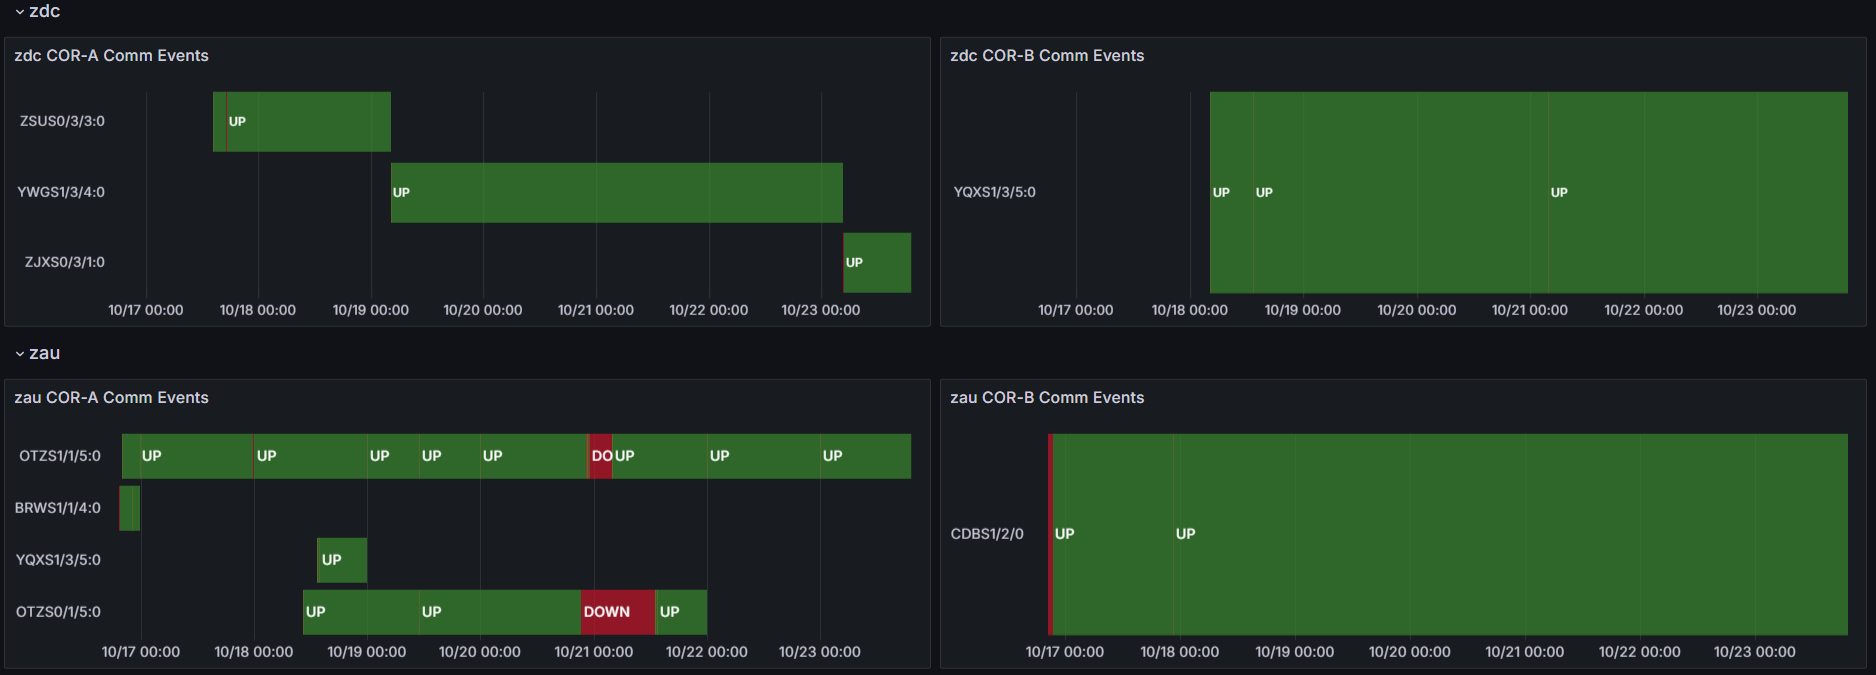 zdc
zdc COR-A Comm Events
ZSUS0/3/3:0
UP
YWGS1/3/4:0
UP
ZJXS0/3/1:0
UP
10/17 00:00 10/18 00:00 10/19 00:00 10/20 00:00 10/21 00:00 10/22 00:00 10/23 00:00
zdc COR-B Comm Events
YQXS1/3/5:0
UP UP UP
10/17 00:00 10/18 00:00 10/19 00:00 10/20 00:00 10/21 00:00 10/22 00:00 10/23 00:00
zau
zau COR-A Comm Events
OTZS1/1/5:0
UP UP UP UP UP DO UP UP UP
BRWS1/1/4:0
YQXS1/3/5:0
UP
OTZS0/1/5:0
UP UP DOWN UP
10/17 00:00 10/18 00:00 10/19 00:00 10/20 00:00 10/21 00:00 10/22 00:00 10/23 00:00
zau COR-B Comm Events
CDBS1/2/0
UP UP
10/17 00:00 10/18 00:00 10/19 00:00 10/20 00:00 10/21 00:00 10/22 00:00 10/23 00:00